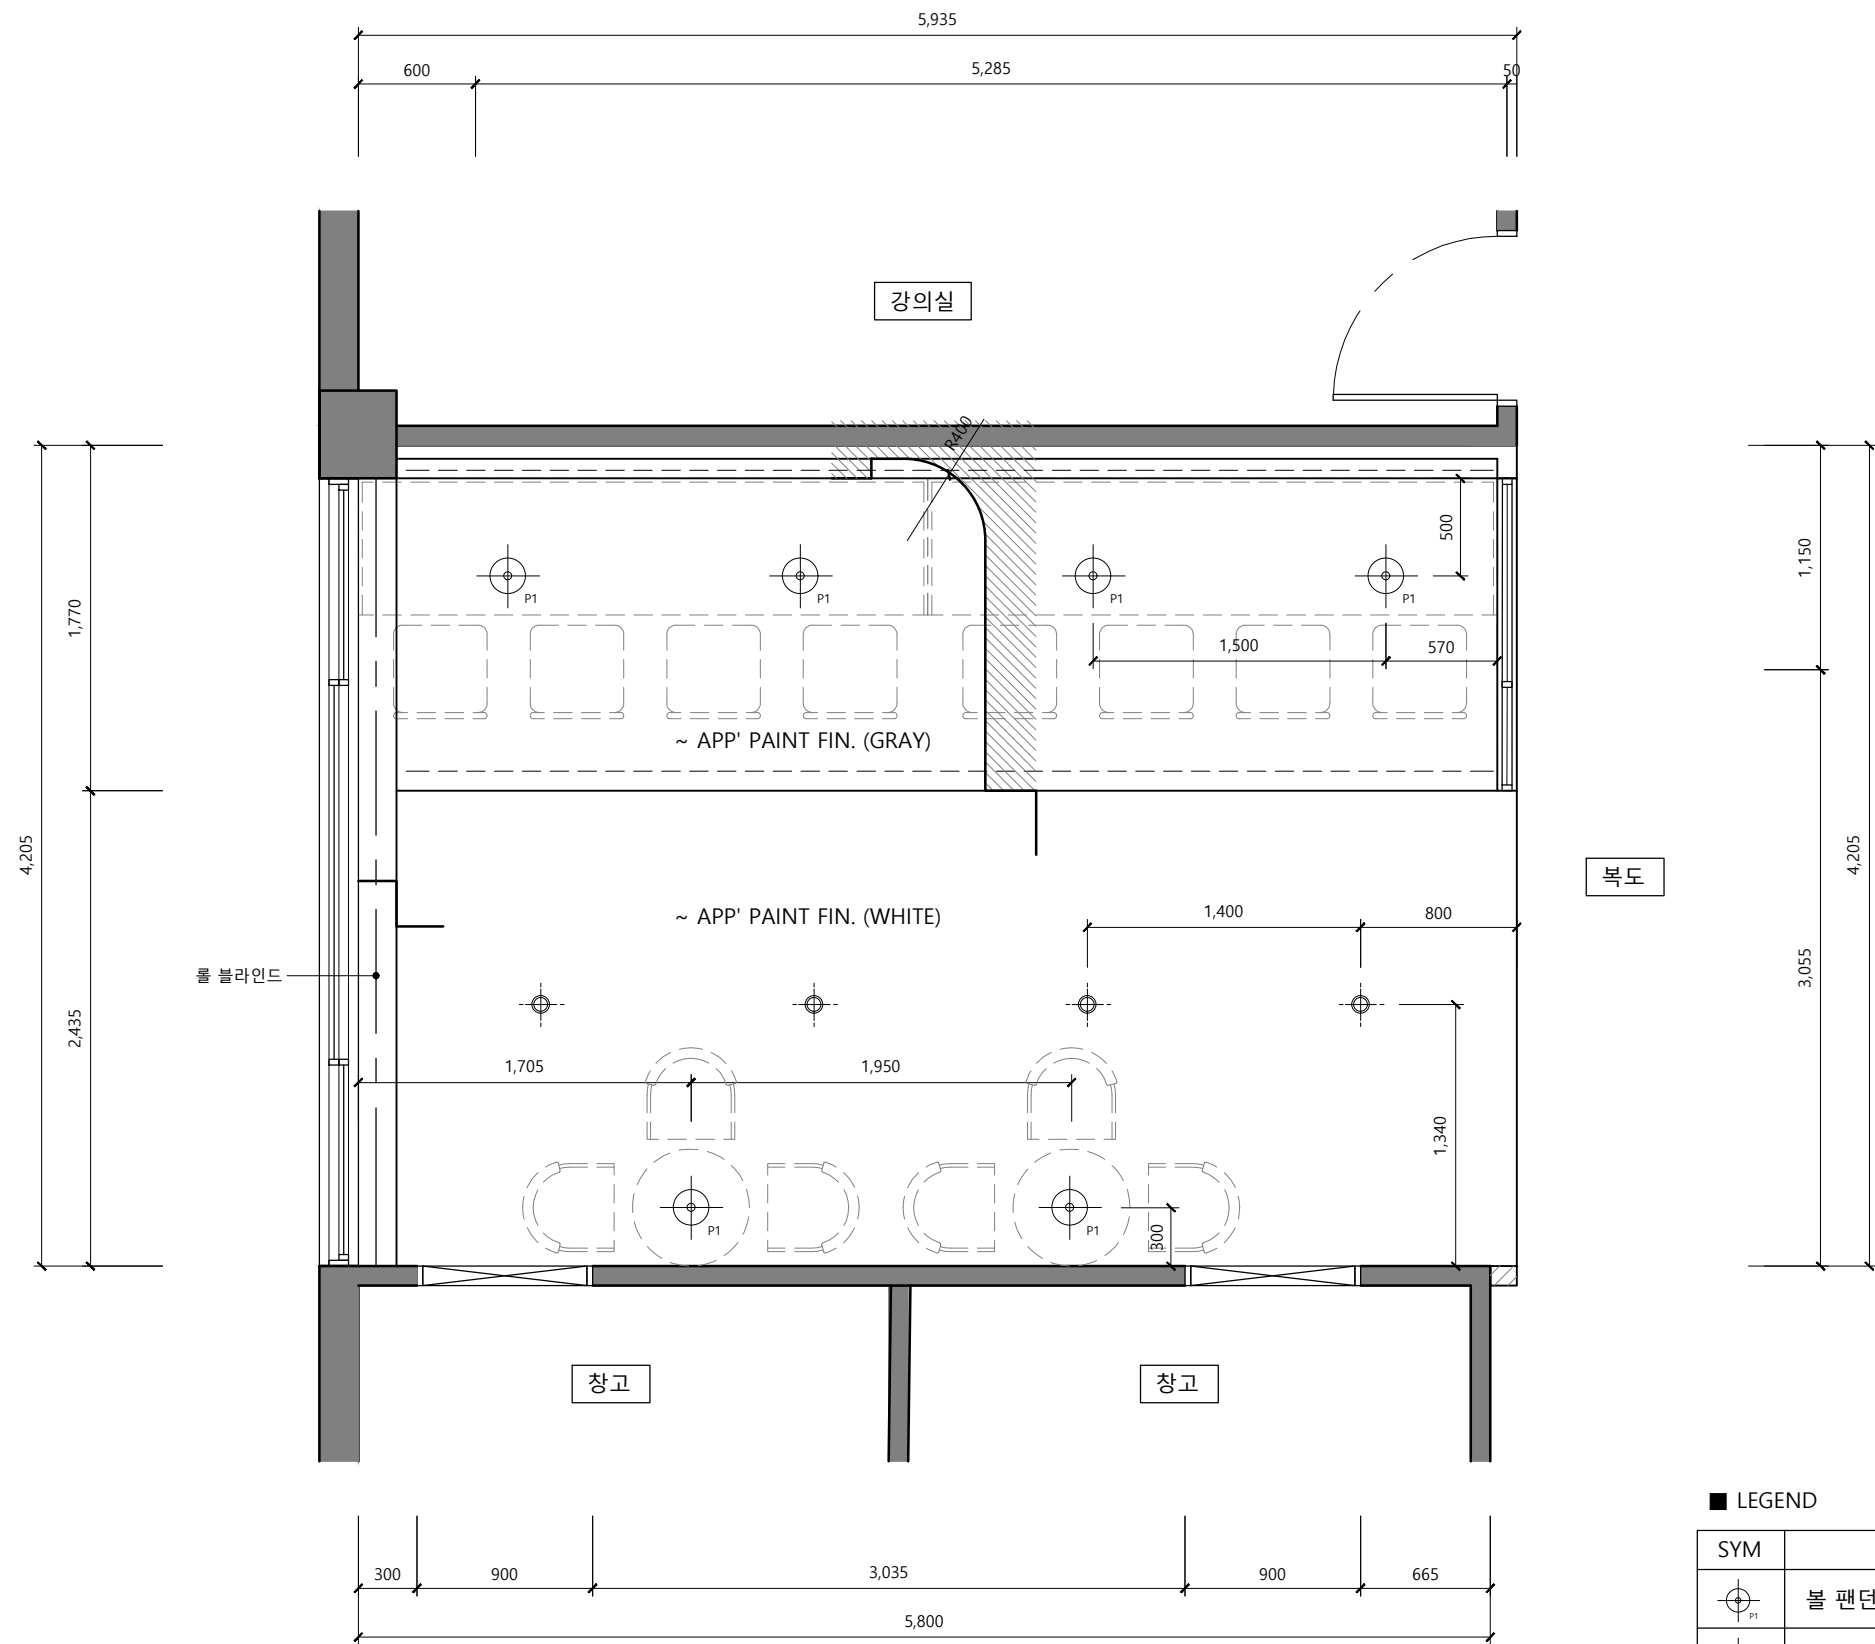 5,935
600
5,285
50
강의실
R400
500
1,150
P1
P1
P1
P1
1,770
1,500
570
~ APP' PAINT FIN. (GRAY)
4,205
4,205
복도
~ APP' PAINT FIN. (WHITE)
1,400
800
롤 블라인드
3,055
2,435
1,705
1,950
1,340
P1
P1
300
창고
창고
■ LEGEND
SYM
P1
볼 팬던
300
900
3,035
900
665
5,800